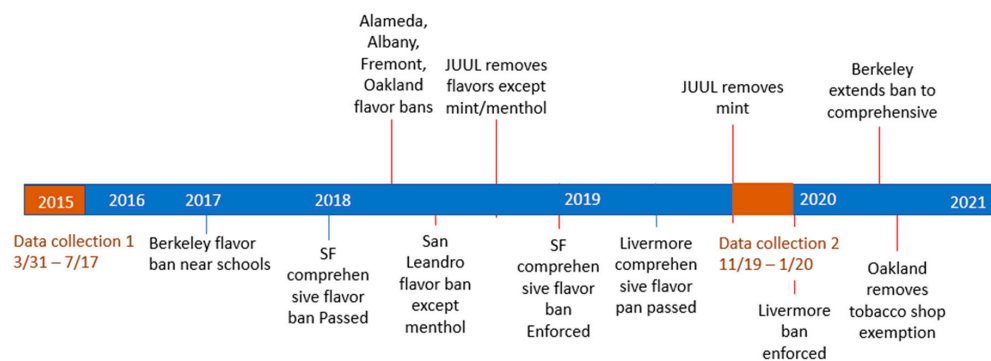 Alameda,
Albany,
Fremont,
Oakland
flavor bans
JUUL removes
flavors except
mint/menthol
JUUL removes
mint
Berkeley
extends ban to
comprehensive
2015
2016
2017
2018
2019
2020
2021
Data collection 1
3/31 – 7/17
Berkeley flavor
ban near schools
SF
comprehen
sive flavor
ban Passed
San
Leandro
flavor ban
except
menthol
SF
comprehen
sive flavor
ban
Enforced
Livermore
comprehen
sive flavor
pan passed
Data collection 2
11/19 – 1/20
Livermore
ban
enforced
Oakland
removes
tobacco shop
exemption